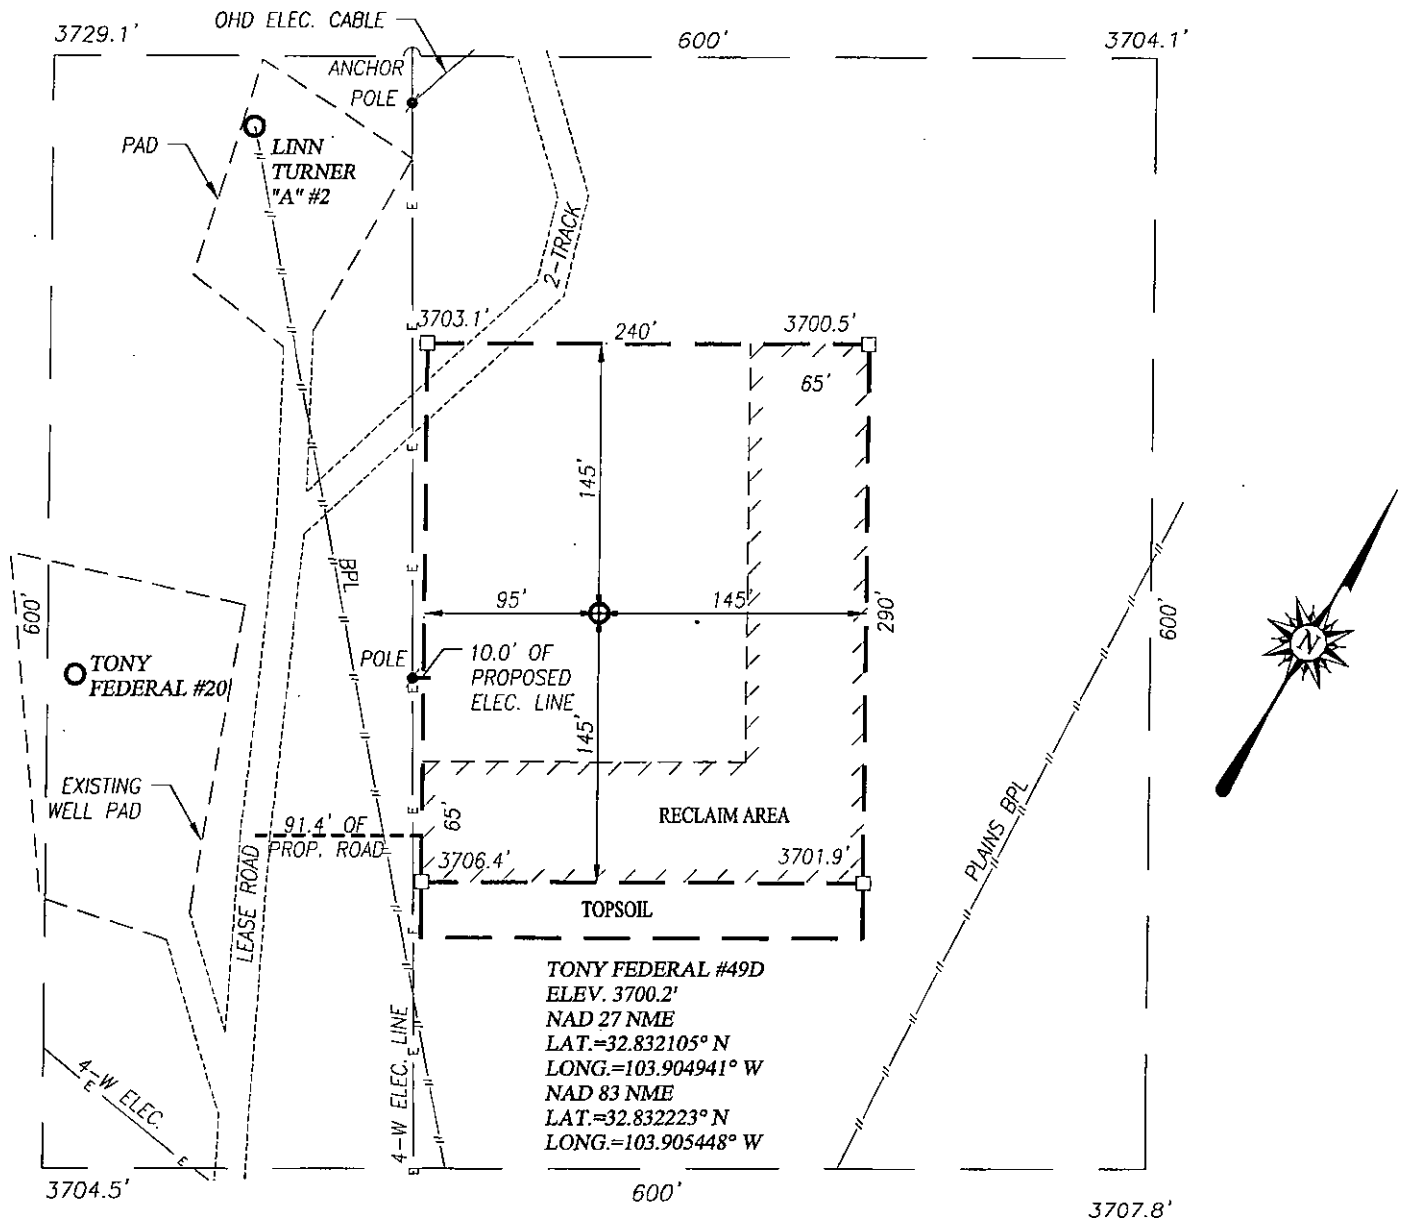 OHD ELEC. CABLE
3729.1'
600'
3704.1'
ANCHOR
POLE
PAD
LINN
TURNER
"A" #2
E
2-TRACK
3703.1'
240'
3700.5'
65'
E
E
145'
BPL
E
600'
95'
145'
290'
600'
N
POLE
10.0' OF
PROPOSED
ELEC. LINE
TONY
FEDERAL #20
145'
EXISTING
WELL PAD
E
65'
RECLAIM AREA
PLAINS BPL
91.4' OF
PROP. ROAD
3706.4'
3701.9'
LEASE ROAD
TOPSOIL
E
TONY FEDERAL #49D
ELEV. 3700.2'
NAD 27 NME
LAT.=32.832105° N
LONG.=103.904941° W
NAD 83 NME
LAT.=32.832223° N
LONG.=103.905448° W
4-W ELEC. LINE
E
4-W ELEC.
E
E
E
3704.5'
600'
3707.8'